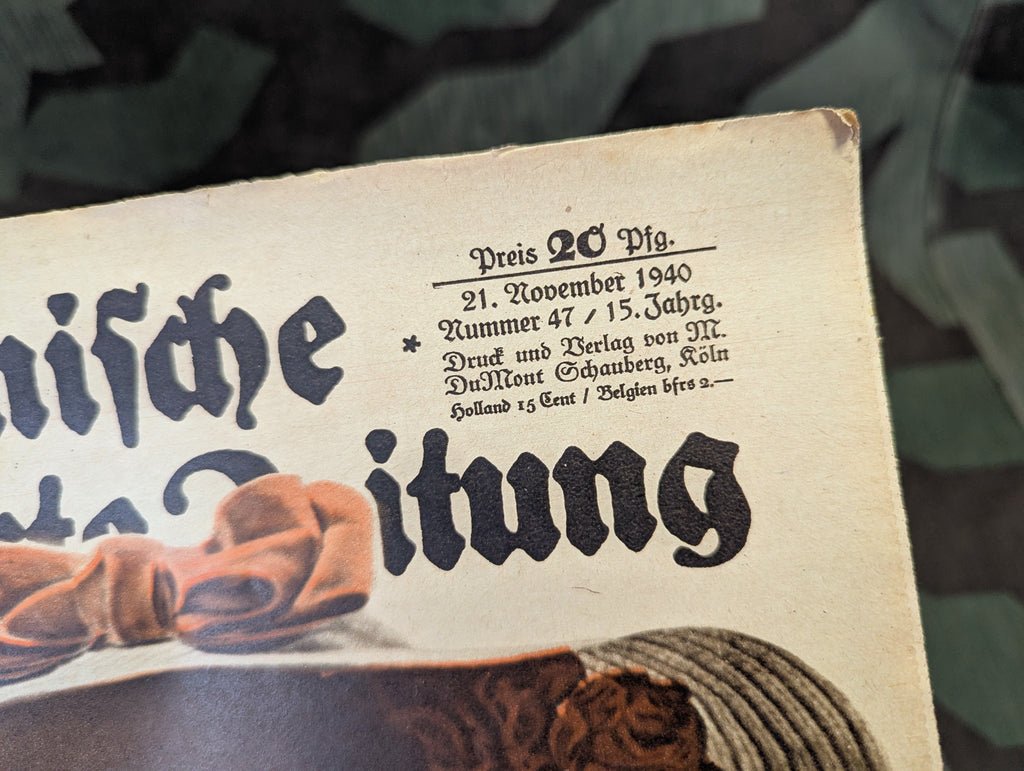 Preis 20 Pfg.
21. November 1940
Nummer 47 / 15. Jahrg.
* Druck und Verlag von M.
DuMont Schauberg, Köln
Holland 15 Cent / Belgien bfrs 2.—
nische
itung